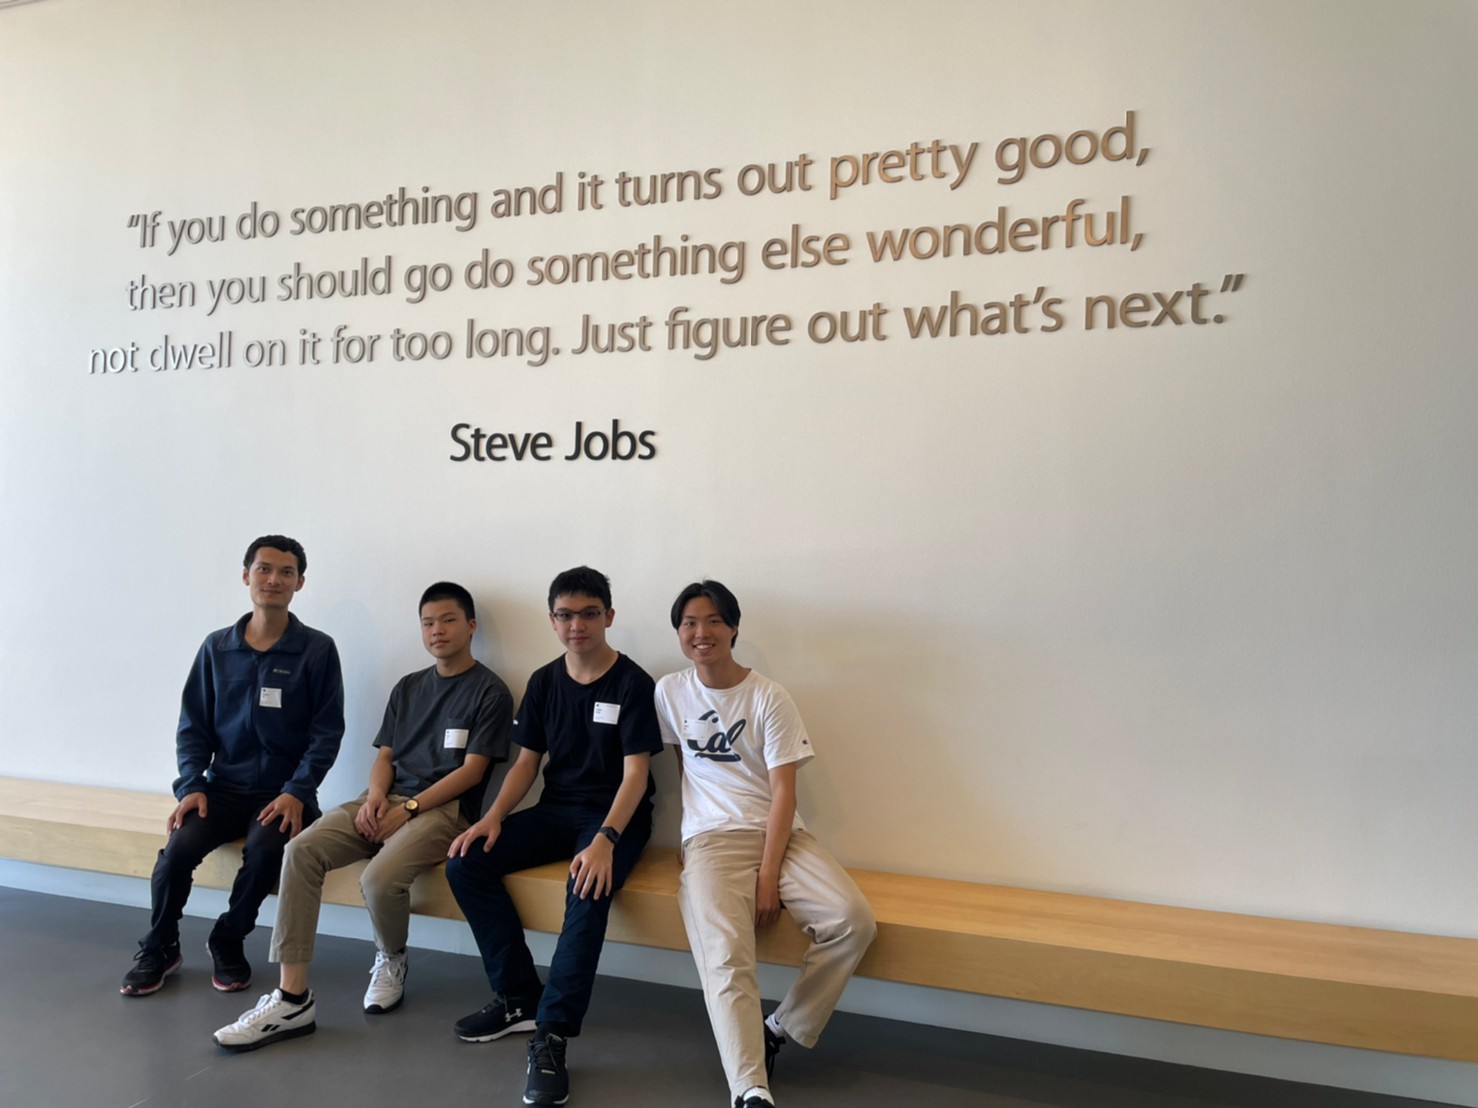 “If you do something and it turns out pretty good,
then you should go do something else wonderful,
not dwell on it for too long. Just figure out what’s next.”
Steve Jobs
Cal